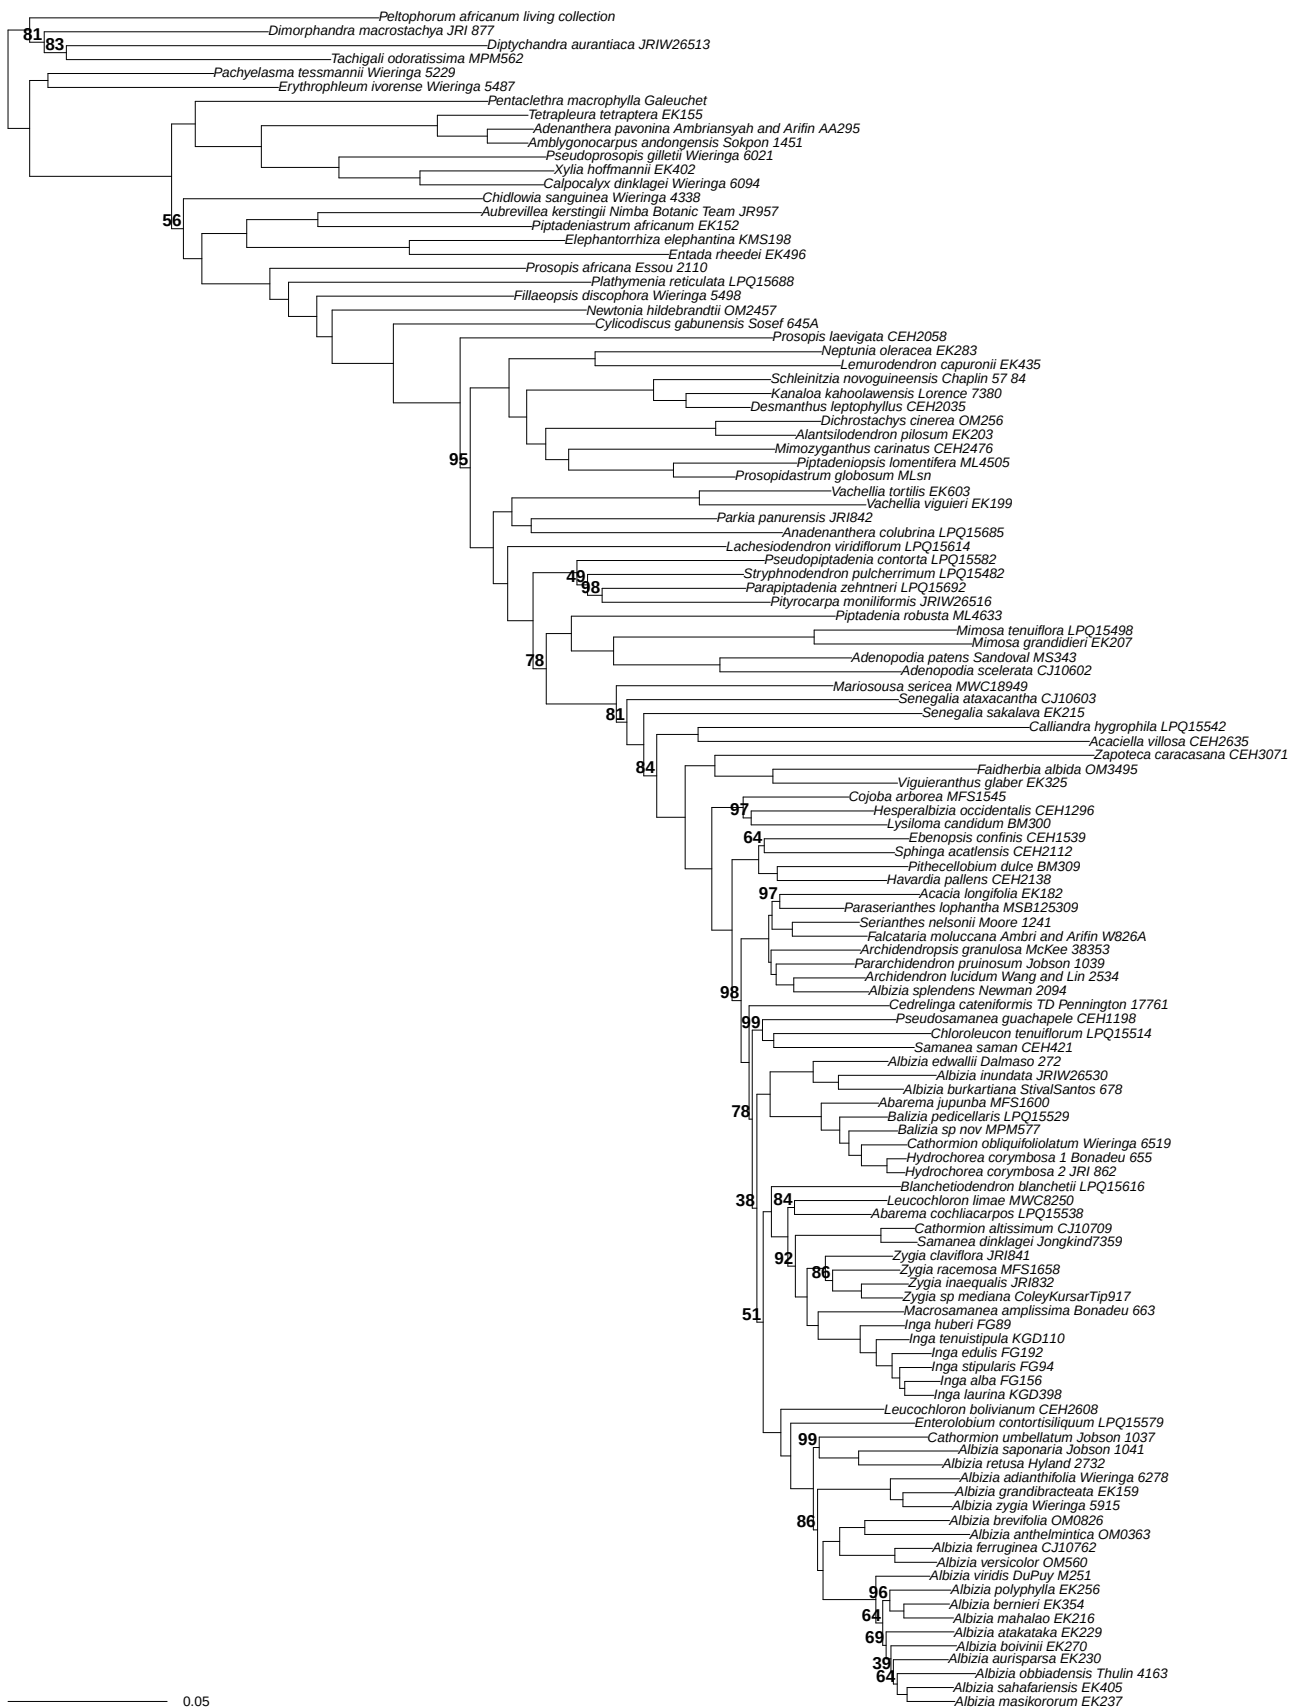 Peltophorum africanum living collection
81
Dimorphandra macrostachya JRI 877
83
Diptychandra aurantiaca JRIW26513
Tachigali odoratissima MPM562
Pachyelasma tessmannii Wieringa 5229
Erythrophleum ivorense Wieringa 5487
Pentaclethra macrophylla Galeuchet
Tetrapleura tetraptera EK155
Adenanthera pavonina Ambriansyah and Arifin AA295
Amblygonocarpus andongensis Sokpon 1451
Pseudoprosopis gilletii Wieringa 6021
Xylia hoffmannii EK402
Calpocalyx dinklagei Wieringa 6094
Chidlowia sanguinea Wieringa 4338
56
Aubrevillea kerstingii Nimba Botanic Team JR957
Piptadeniastrum africanum EK152
Elephantorrhiza elephantina KMS198
Entada rheedei EK496
Prosopis africana Essou 2110
Plathymenia reticulata LPQ15688
Fillaeopsis discophora Wieringa 5498
Newtonia hildebrandtii OM2457
Cylicodiscus gabunensis Sosef 645A
Prosopis laevigata CEH2058
Neptunia oleracea EK283
Lemurodendron capuronii EK435
Schleinitzia novoguineensis Chaplin 57 84
Kanaloa kahoolawensis Lorence 7380
Desmanthus leptophyllus CEH2035
Dichrostachys cinerea OM256
Alantsilodendron pilosum EK203
Mimozyganthus carinatus CEH2476
95
Piptadeniopsis lomentifera ML4505
Prosopidastrum globosum MLsn
Vachellia tortilis EK603
Vachellia viguieri EK199
Parkia panurensis JRI842
Anadenanthera colubrina LPQ15685
Lachesiodendron viridiflorum LPQ15614
Pseudopiptadenia contorta LPQ15582
49
Stryphnodendron pulcherrimum LPQ15482
98
Parapiptadenia zehntneri LPQ15692
Pityrocarpa moniliformis JRIW26516
Piptadenia robusta ML4633
Mimosa tenuiflora LPQ15498
Mimosa grandidieri EK207
78
Adenopodia patens Sandoval MS343
Adenopodia scelerata CJ10602
Mariosousa sericea MWC18949
Senegalia ataxacantha CJ10603
81
Senegalia sakalava EK215
Calliandra hygrophila LPQ15542
Acaciella villosa CEH2635
Zapoteca caracasana CEH3071
84
Faidherbia albida OM3495
Viguieranthus glaber EK325
Cojoba arborea MFS1545
97
Hesperalbizia occidentalis CEH1296
Lysiloma candidum BM300
64
Ebenopsis confinis CEH1539
Sphinga acatlensis CEH2112
Pithecellobium dulce BM309
Havardia pallens CEH2138
97
Acacia longifolia EK182
Paraserianthes lophantha MSB125309
Serianthes nelsonii Moore 1241
Falcataria moluccana Ambri and Arifin W826A
Archidendropsis granulosa McKee 38353
Pararchidendron pruinosum Jobson 1039
Archidendron lucidum Wang and Lin 2534
98
Albizia splendens Newman 2094
Cedrelinga cateniformis TD Pennington 17761
99
Pseudosamanea guachapele CEH1198
Chloroleucon tenuiflorum LPQ15514
Samanea saman CEH421
Albizia edwallii Dalmaso 272
Albizia inundata JRIW26530
Albizia burkartiana StivalSantos 678
Abarema jupunba MFS1600
78
Balizia pedicellaris LPQ15529
Balizia sp nov MPM577
Cathormion obliquifoliolatum Wieringa 6519
Hydrochorea corymbosa 1 Bonadeu 655
Hydrochorea corymbosa 2 JRI 862
Blanchetiodendron blanchetii LPQ15616
38
84
Leucochloron limae MWC8250
Abarema cochliacarpos LPQ15538
Cathormion altissimum CJ10709
Samanea dinklagei Jongkind7359
92
Zygia claviflora JRI841
86
Zygia racemosa MFS1658
Zygia inaequalis JRI832
Zygia sp mediana ColeyKursarTip917
51
Macrosamanea amplissima Bonadeu 663
Inga huberi FG89
Inga tenuistipula KGD110
Inga edulis FG192
Inga stipularis FG94
Inga alba FG156
Inga laurina KGD398
Leucochloron bolivianum CEH2608
Enterolobium contortisiliquum LPQ15579
99
Cathormion umbellatum Jobson 1037
Albizia saponaria Jobson 1041
Albizia retusa Hyland 2732
Albizia adianthifolia Wieringa 6278
Albizia grandibracteata EK159
Albizia zygia Wieringa 5915
86
Albizia brevifolia OM0826
Albizia anthelmintica OM0363
Albizia ferruginea CJ10762
Albizia versicolor OM560
Albizia viridis DuPuy M251
96
Albizia polyphylla EK256
Albizia bernieri EK354
64
Albizia mahalao EK216
69
Albizia atakataka EK229
Albizia boivinii EK270
39
Albizia aurisparsa EK230
64
Albizia obbiadensis Thulin 4163
Albizia sahafariensis EK405
Albizia masikororum EK237
0.05